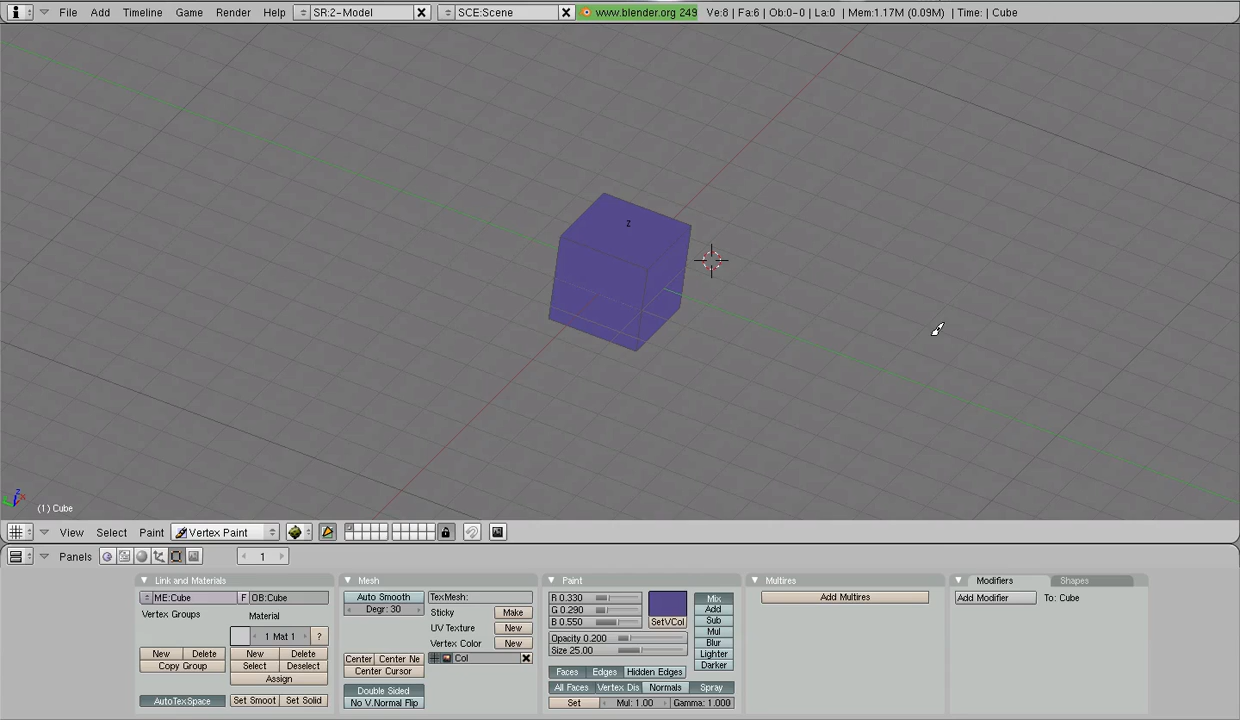 File Add Timeline Game Render Help SR:2-Model SCE:Scene www.blender.org 249 Ve:8 | Fa:6 | Ob:0-0 | La:0 | Mem:1.17M (0.09M) | Time: | Cube
z
z
(1) Cube
View Select Paint Vertex Paint
Panels 1
Link and Materials
ME:Cube F OB:Cube
Vertex Groups Material
1 Mat 1 ?
New Delete New Delete
Copy Group Select Deselect
Assign
AutoTexSpace Set Smoot Set Solid
Mesh
Auto Smooth TexMesh:
Degr: 30 Sticky Make
UV Texture New
Vertex Color New
Center Center Ne Col
Center Cursor
Double Sided
No V.Normal Flip
Paint
R 0.330 Mix
G 0.290 Add
B 0.550 SetVCol Sub
Mul
Opacity 0.200 Blur
Size 25.00 Lighter
Darker
Faces Edges Hidden Edges
All Faces Vertex Dis Normals Spray
Set Mul: 1.00 Gamma: 1.000
Multires
Add Multires
Modifiers Shapes
Add Modifier To: Cube